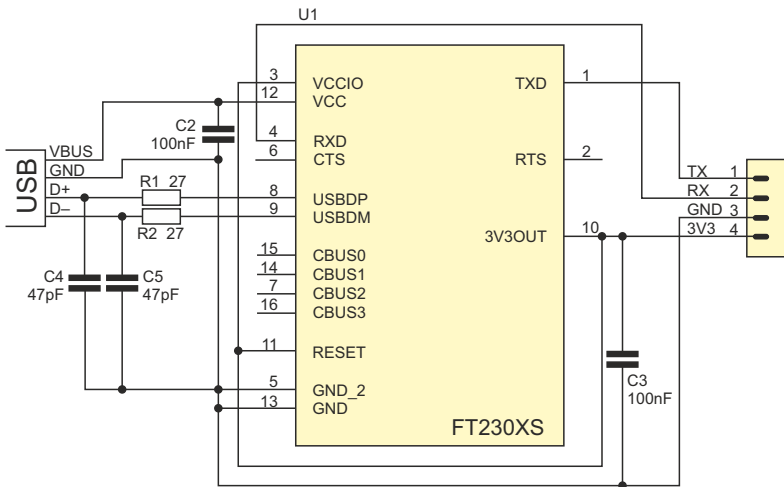 U1
3
VCCIO
TXD
1
12
VCC
C2
100nF
4
RXD
6
CTS
RTS
2
USB
VBUS
GND
D+
D–
R1 27
8
USBDP
R2 27
9
USBDM
TX 1
RX 2
GND 3
3V3 4
3V3OUT
10
15
CBUS0
14
CBUS1
7
CBUS2
16
CBUS3
C4
47pF
C5
47pF
11
RESET
5
GND_2
13
GND
C3
100nF
FT230XS